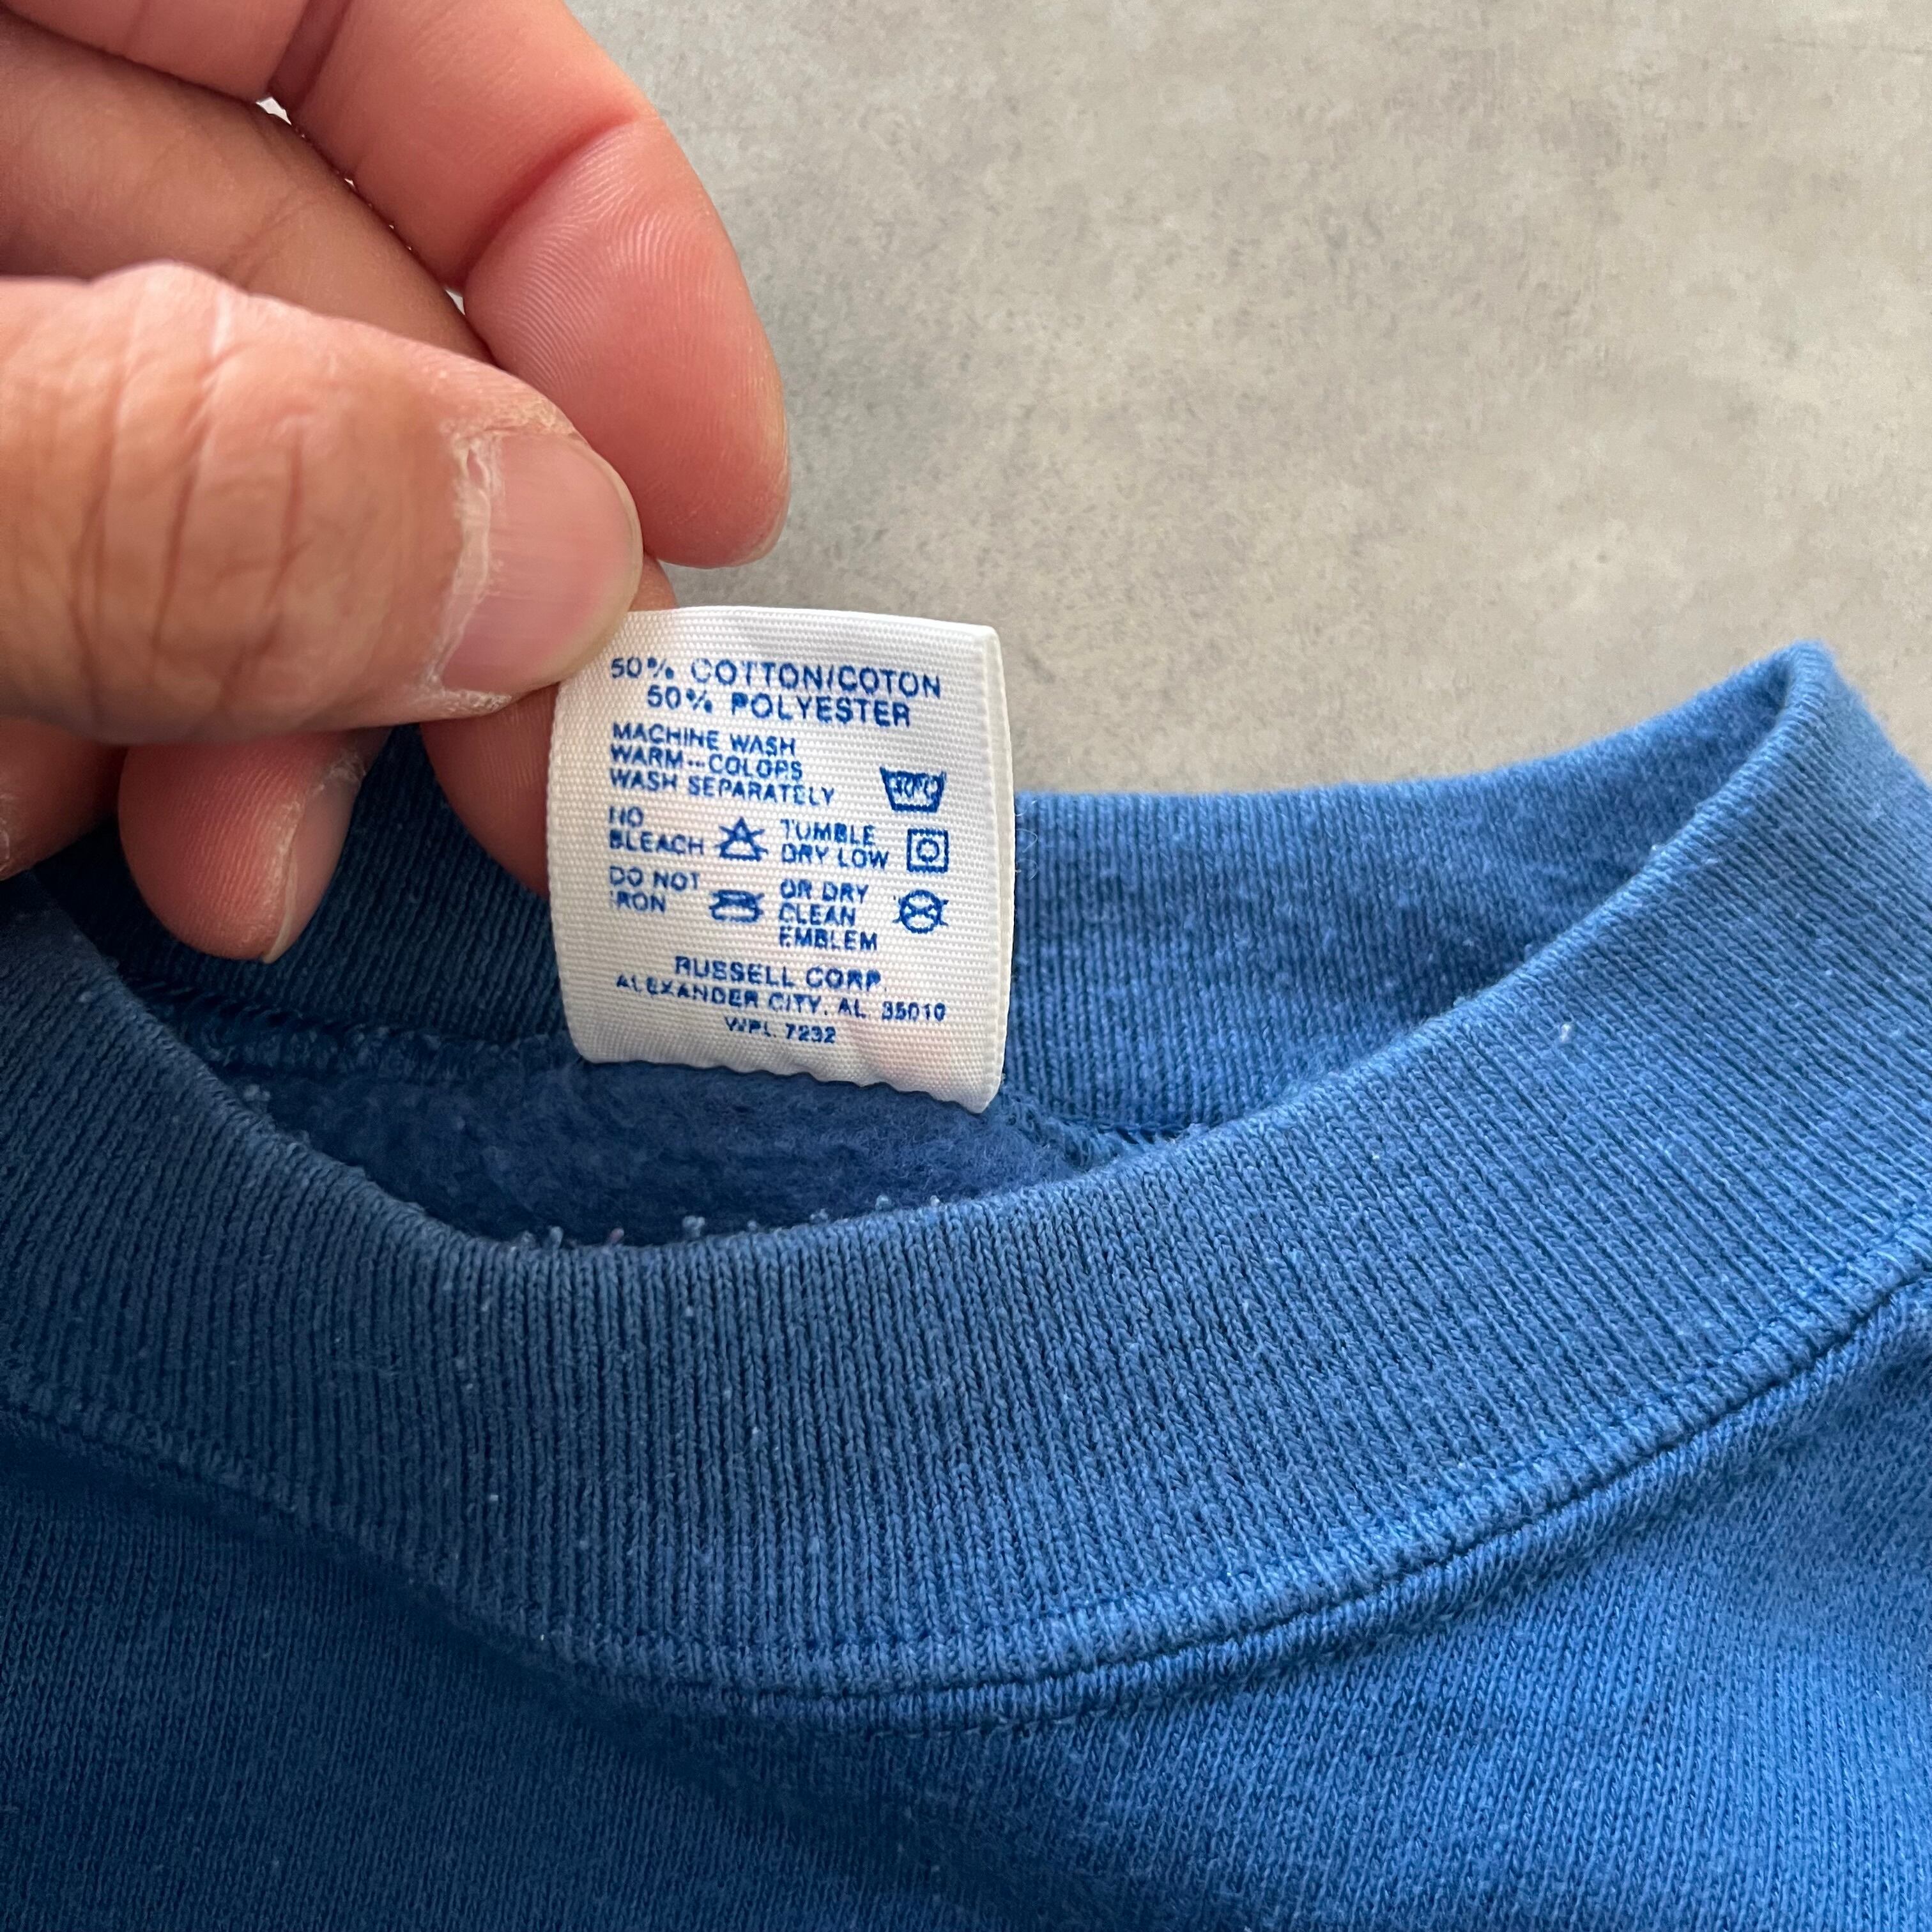 50% COTTON/COTON
50% POLYESTER
MACHINE WASH
WARM--COLORS
WASH SEPARATELY
40°C
NO
BLEACH
TUMBLE
DRY LOW
DO NOT
IRON
OR DRY
CLEAN
EMBLEM
RUSSELL CORP.
ALEXANDER CITY, AL 35010
WPL 7232